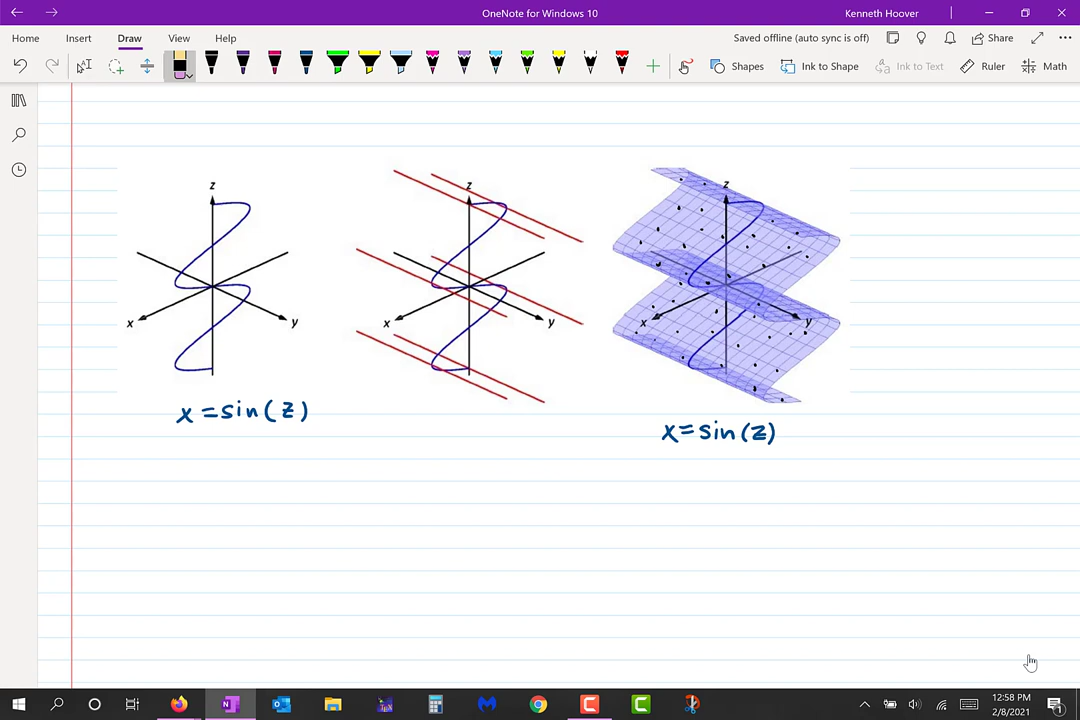 OneNote for Windows 10
Kenneth Hoover
Home Insert Draw View Help
Saved offline (auto sync is off)
Share
Shapes
Ink to Shape
Ink to Text
Ruler
Math
z
x
y
z
x
y
z
x
y
x = sin(z)
x = sin(z)
12:58 PM
2/8/2021